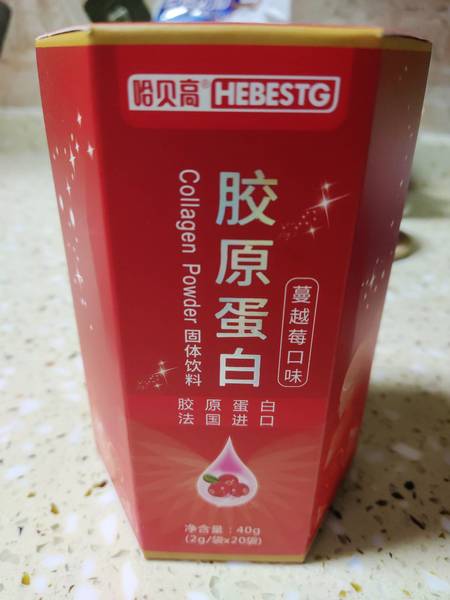 哈贝高® HEBESTG
胶原蛋白
Collagen Powder 固体饮料
蔓越莓口味
胶原蛋白
法国进口
净含量：40g
(2g/袋x20袋)